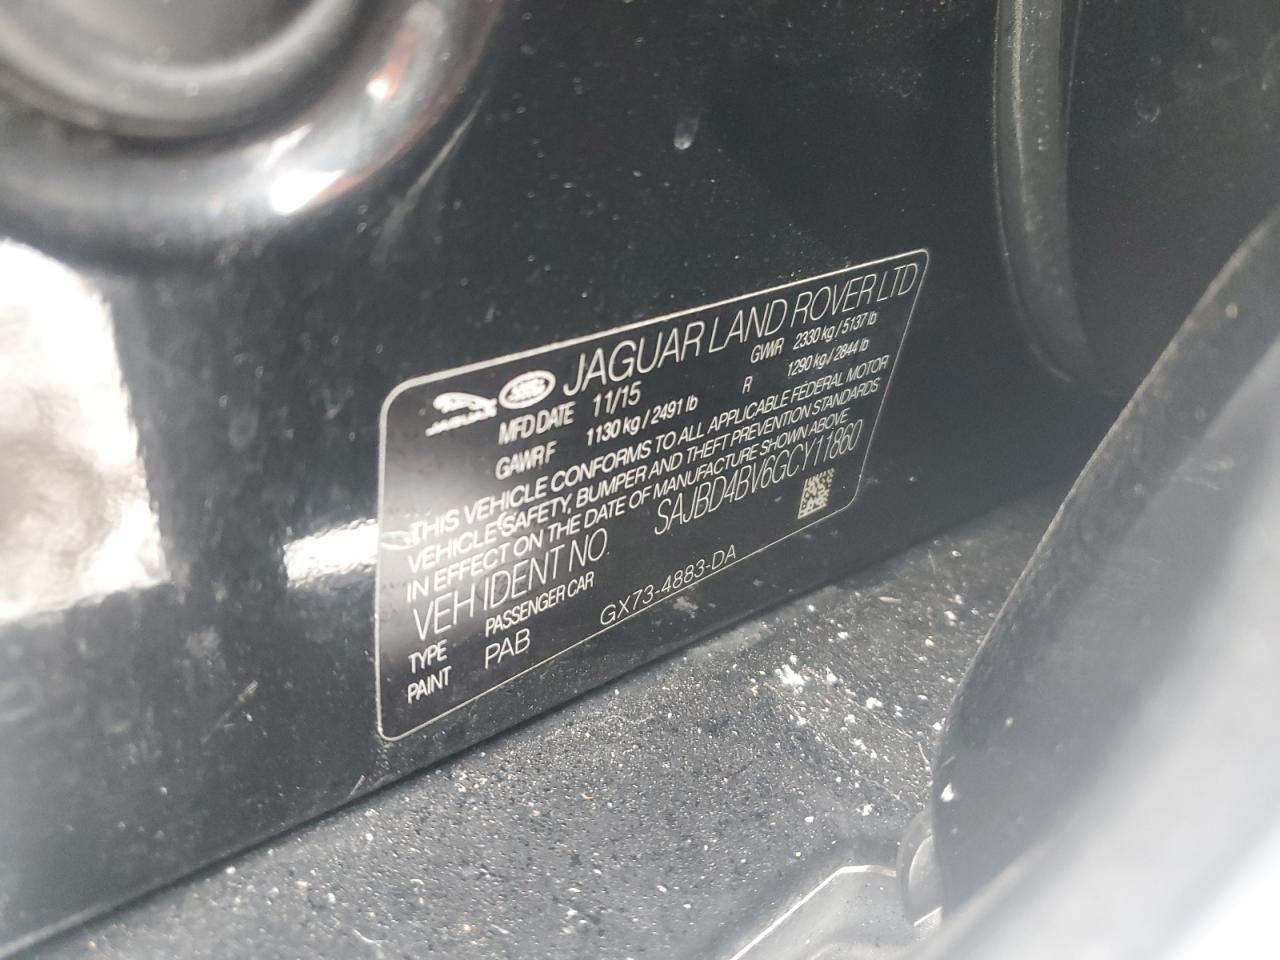 JAGUAR LAND ROVER LTD
JAGUAR
MFD DATE 11/15 GVWR 2330 kg / 5137 lb
GAWR F 1130 kg / 2491 lb R 1290 kg / 2844 lb
THIS VEHICLE CONFORMS TO ALL APPLICABLE FEDERAL MOTOR
VEHICLE SAFETY, BUMPER AND THEFT PREVENTION STANDARDS
IN EFFECT ON THE DATE OF MANUFACTURE SHOWN ABOVE.
VEH IDENT NO. SAJBD4BV6GCY11860
TYPE PASSENGER CAR
PAINT PAB GX73-4883-DA